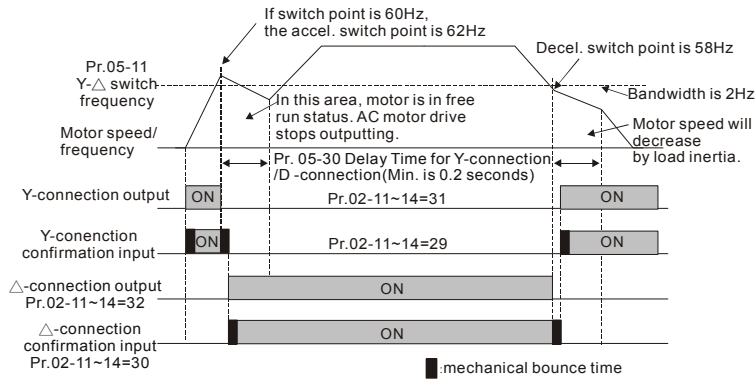 If switch point is 60Hz,
the accel. switch point is 62Hz
Decel. switch point is 58Hz
Pr.05-11
Y-△ switch
frequency
Bandwidth is 2Hz
In this area, motor is in free
run status. AC motor drive
stops outputting.
Motor speed will
decrease
by load inertia.
Motor speed/
frequency
Pr. 05-30 Delay Time for Y-connection
/D -connection(Min. is 0.2 seconds)
Y-connection output
ON
Pr.02-11~14=31
ON
Y-conenction
confirmation input
ON
Pr.02-11~14=29
ON
△-connection output
Pr.02-11~14=32
ON
△-connection
confirmation input
Pr.02-11~14=30
ON
:mechanical bounce time